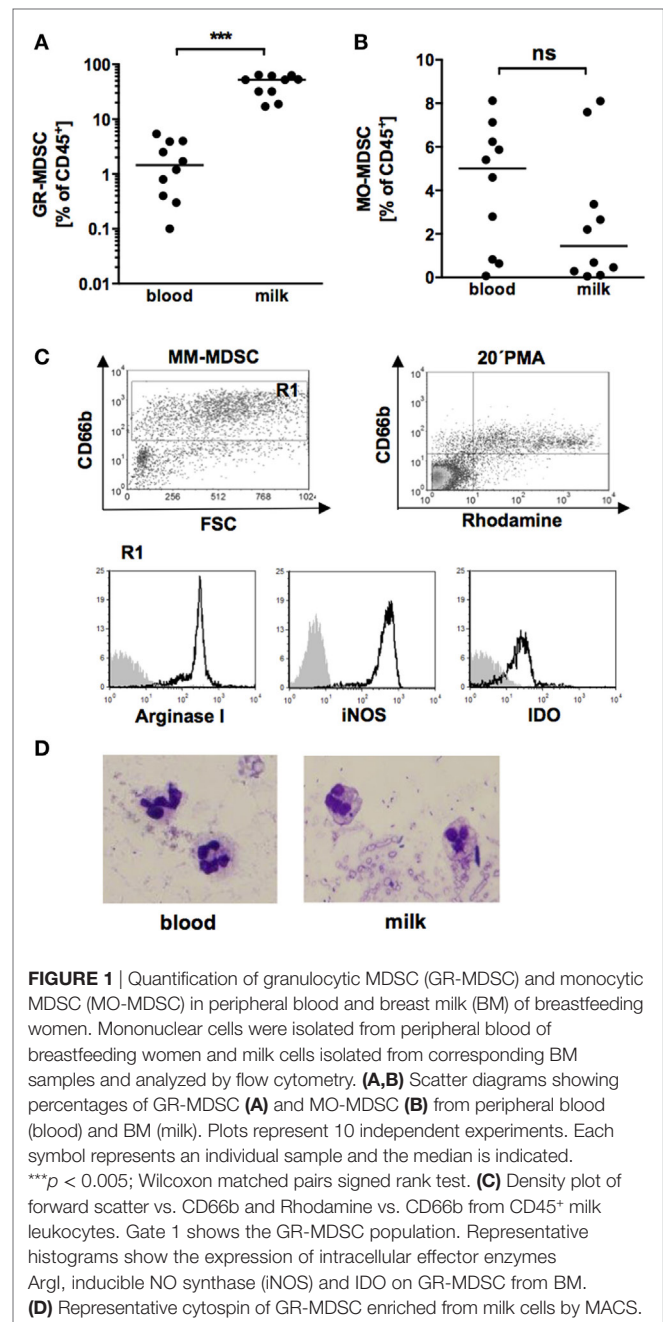 A
B
***
ns
GR-MDSC
[% of CD45⁺]
100
10
1
0.1
0.01
blood
milk
MO-MDSC
[% of CD45⁺]
10
8
6
4
2
0
blood
milk
C
MM-MDSC
R1
CD66b
10⁴
10³
10²
10¹
10⁰
0
256
512
768
1024
FSC
20´PMA
CD66b
10⁴
10³
10²
10¹
10⁰
10⁰
10¹
10²
10³
10⁴
Rhodamine
R1
25
19
13
6
0
10⁰
10¹
10²
10³
10⁴
Arginase I
25
19
13
6
0
10⁰
10¹
10²
10³
10⁴
iNOS
25
19
13
6
0
10⁰
10¹
10²
10³
10⁴
IDO
D
blood
milk
FIGURE 1 | Quantification of granulocytic MDSC (GR-MDSC) and monocytic
MDSC (MO-MDSC) in peripheral blood and breast milk (BM) of breastfeeding
women. Mononuclear cells were isolated from peripheral blood of
breastfeeding women and milk cells isolated from corresponding BM
samples and analyzed by flow cytometry. (A,B) Scatter diagrams showing
percentages of GR-MDSC (A) and MO-MDSC (B) from peripheral blood
(blood) and BM (milk). Plots represent 10 independent experiments. Each
symbol represents an individual sample and the median is indicated.
***p < 0.005; Wilcoxon matched pairs signed rank test. (C) Density plot of
forward scatter vs. CD66b and Rhodamine vs. CD66b from CD45⁺ milk
leukocytes. Gate 1 shows the GR-MDSC population. Representative
histograms show the expression of intracellular effector enzymes
ArgI, inducible NO synthase (iNOS) and IDO on GR-MDSC from BM.
(D) Representative cytospin of GR-MDSC enriched from milk cells by MACS.